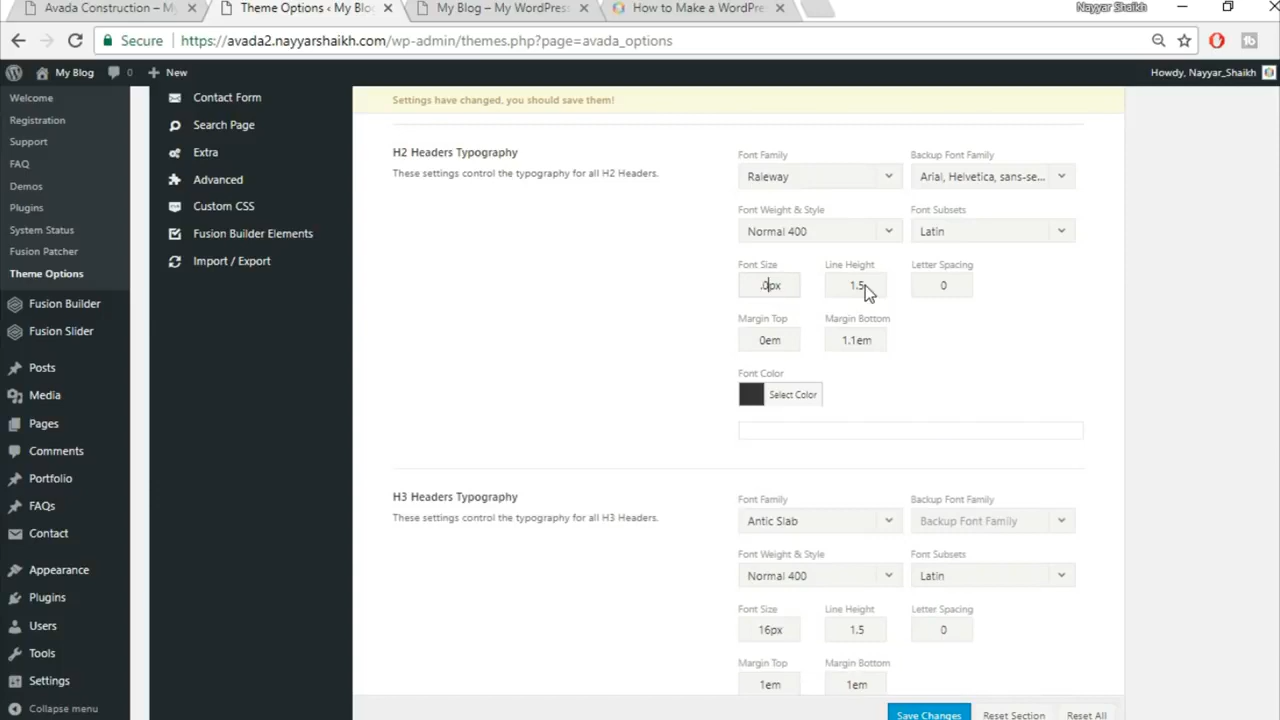 Avada Construction – My
Theme Options ‹ My Blog
My Blog – My WordPress
How to Make a WordPre
Nayyar Shaikh
Secure
https://avada2.nayyarshaikh.com/wp-admin/themes.php?page=avada_options
My Blog
0
New
Howdy, Nayyar_Shaikh
Welcome
Registration
Support
FAQ
Demos
Plugins
System Status
Fusion Patcher
Theme Options
Fusion Builder
Fusion Slider
Posts
Media
Pages
Comments
Portfolio
FAQs
Contact
Appearance
Plugins
Users
Tools
Settings
Collapse menu
Contact Form
Search Page
Extra
Advanced
Custom CSS
Fusion Builder Elements
Import / Export
Settings have changed, you should save them!
H2 Headers Typography
These settings control the typography for all H2 Headers.
Font Family
Backup Font Family
Raleway
Arial, Helvetica, sans-se...
Font Weight & Style
Font Subsets
Normal 400
Latin
Font Size
Line Height
Letter Spacing
.0px
1.5
0
Margin Top
Margin Bottom
0em
1.1em
Font Color
Select Color
H3 Headers Typography
These settings control the typography for all H3 Headers.
Font Family
Backup Font Family
Antic Slab
Backup Font Family
Font Weight & Style
Font Subsets
Normal 400
Latin
Font Size
Line Height
Letter Spacing
16px
1.5
0
Margin Top
Margin Bottom
1em
1em
Save Changes
Reset Section
Reset All